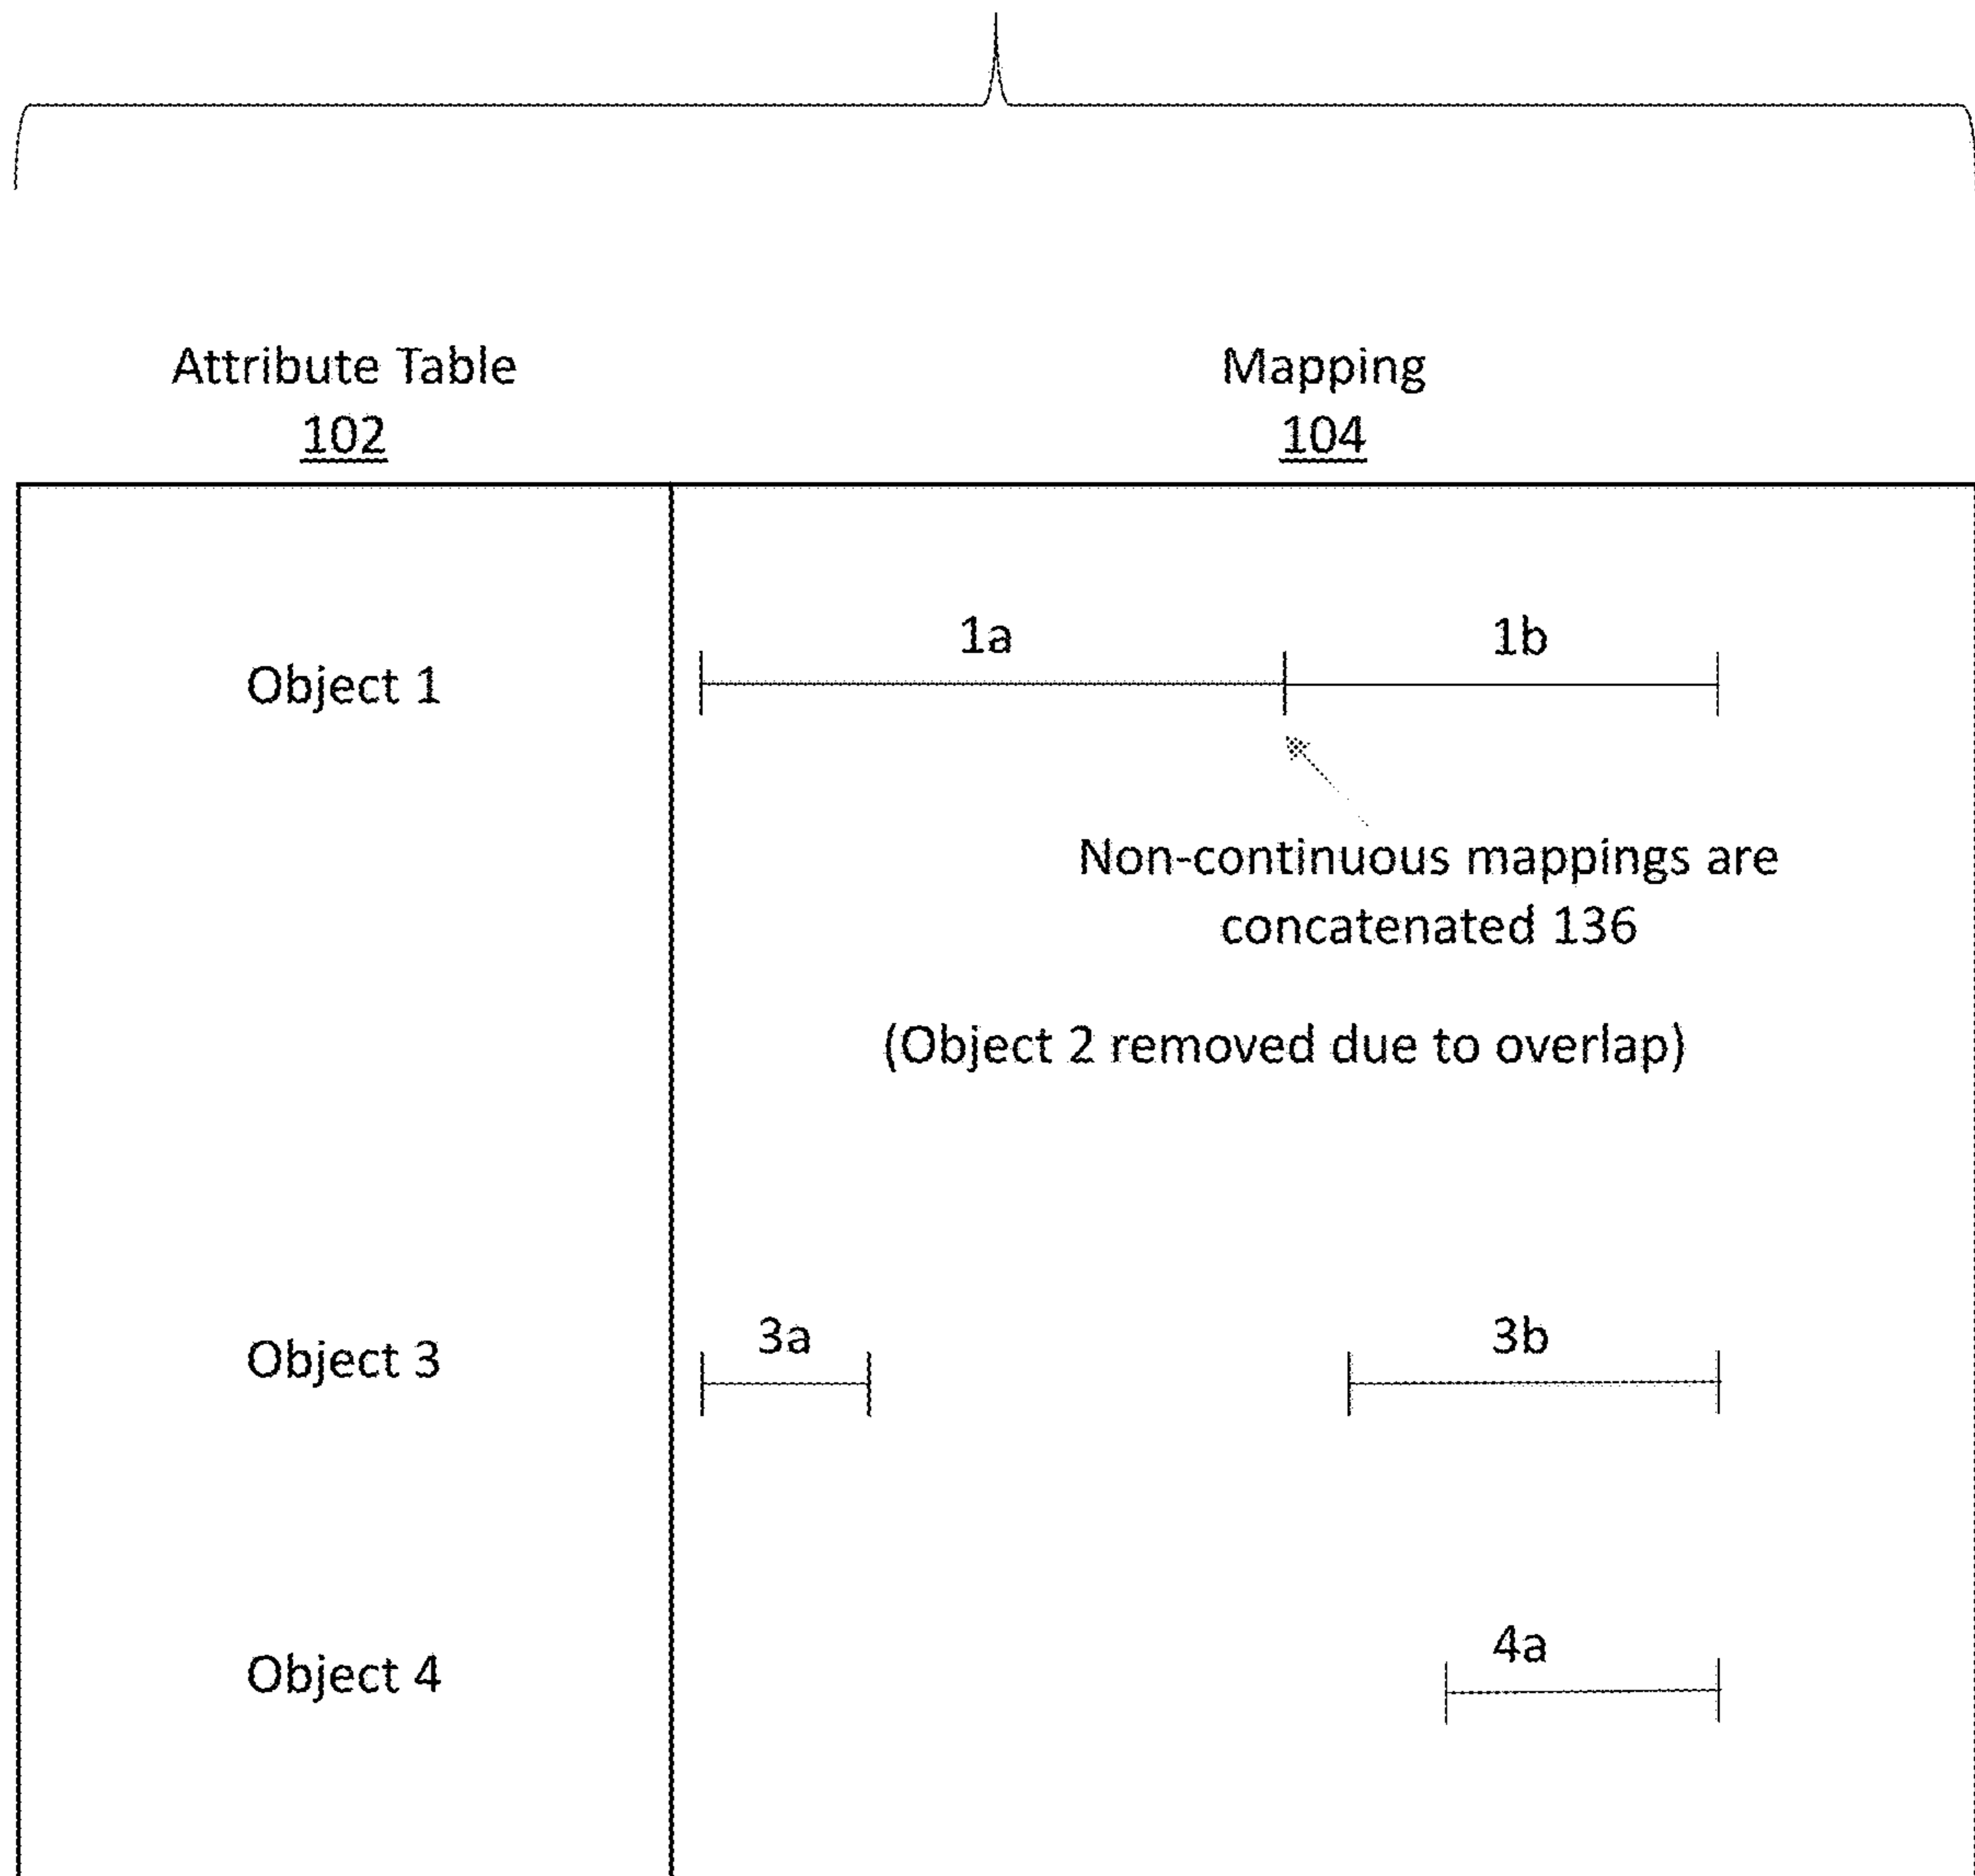 Attribute Table
102
Mapping
104
Object 1
1a
1b
Non-continuous mappings are
concatenated 136
(Object 2 removed due to overlap)
Object 3
3a
3b
Object 4
4a